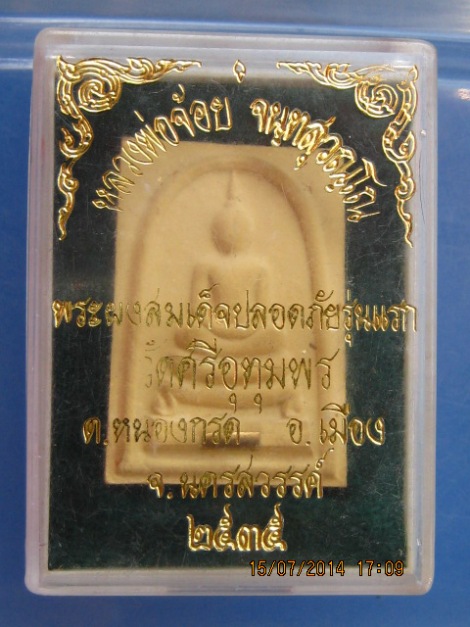 หลวงพ่อจ้อย จนฺทสุวณฺโณ
พระผงสมเด็จปลอดภัยรุ่นแรก
วัดศรีอุทุมพร
ต.หนองกรด อ.เมือง
จ.นครสวรรค์
๒๕๓๕
15/07/2014 17:09